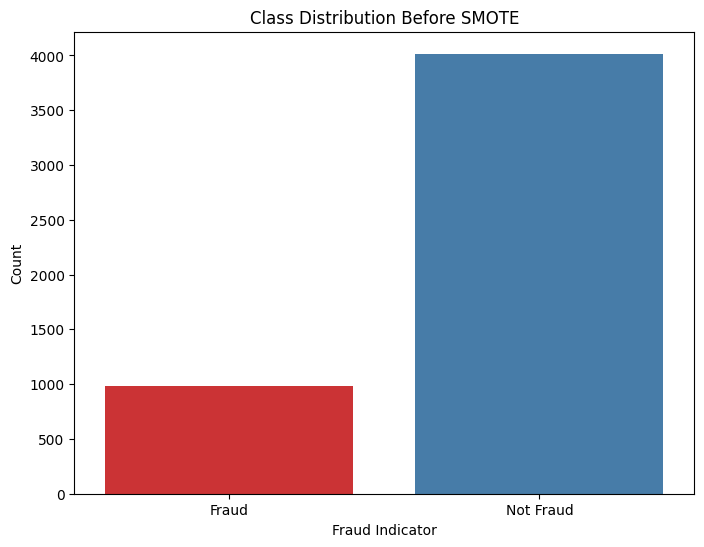 Class Distribution Before SMOTE
Count
4000
3500
3000
2500
2000
1500
1000
500
0
Fraud
Not Fraud
Fraud Indicator